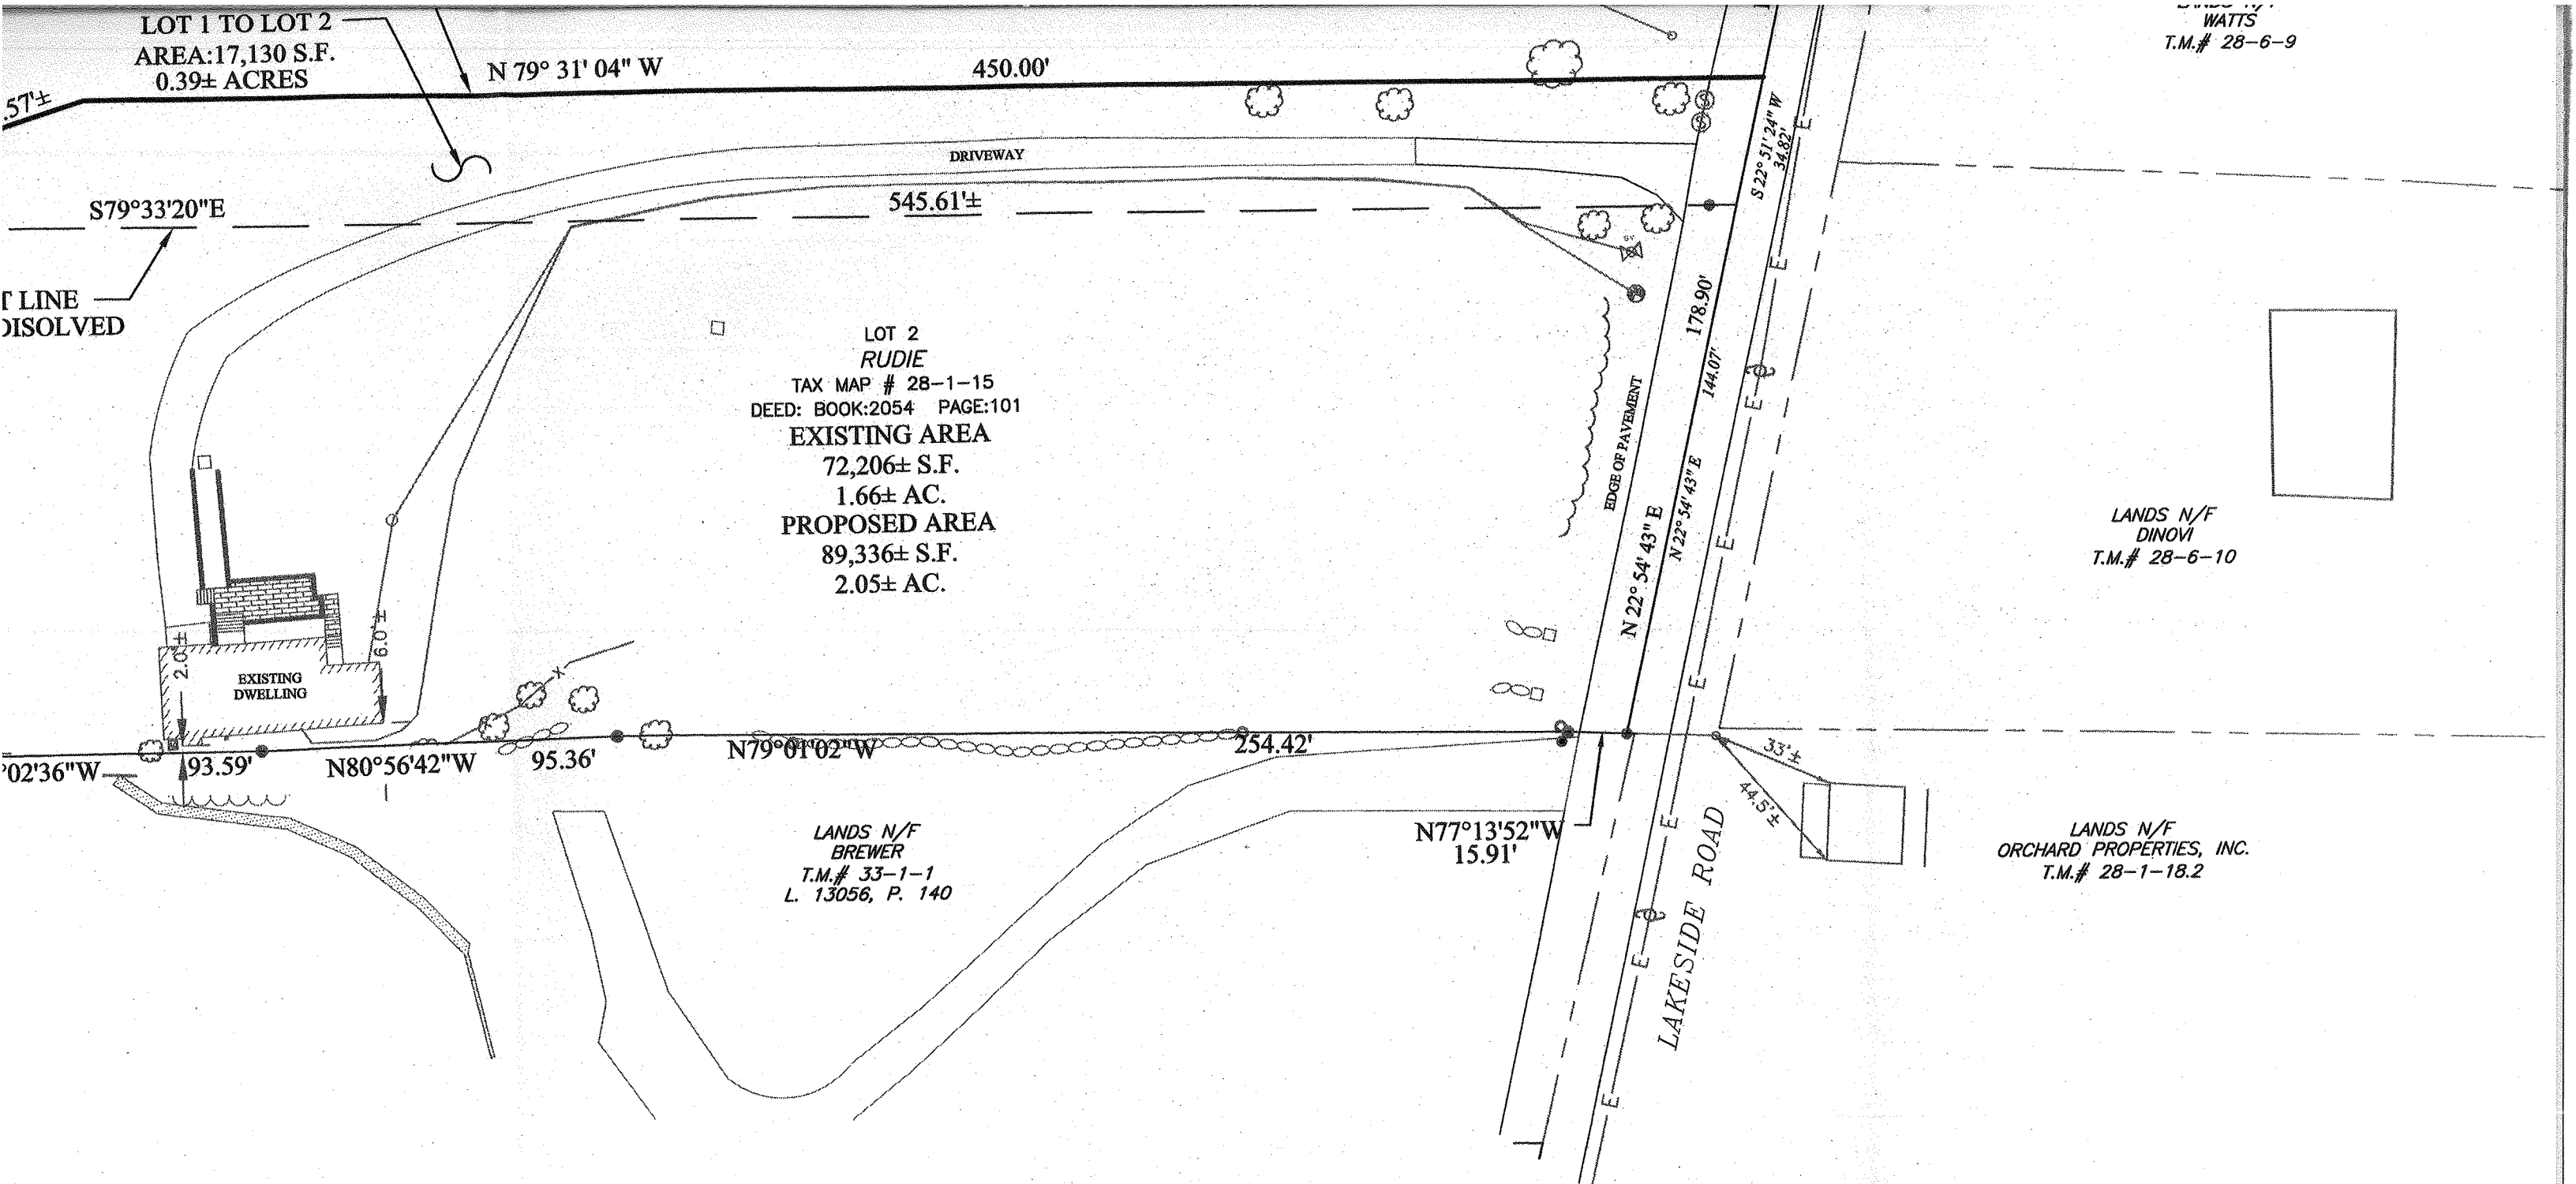 LOT 1 TO LOT 2
AREA:17,130 S.F.
0.39± ACRES
.57'±
N 79° 31' 04" W
450.00'
WATTS
T.M.# 28-6-9
S 22° 51' 24" W
34.82'
E
DRIVEWAY
S79°33'20"E
545.61'±
T LINE
DISOLVED
E
178.90'
144.07'
E
LOT 2
RUDIE
TAX MAP # 28-1-15
DEED: BOOK:2054 PAGE:101
EXISTING AREA
72,206± S.F.
1.66± AC.
PROPOSED AREA
89,336± S.F.
2.05± AC.
EDGE OF PAVEMENT
N 22° 54' 43" E
N 22° 54' 43" E
E
LANDS N/F
DINOVI
T.M.# 28-6-10
2.0'±
6.0'±
EXISTING
DWELLING
X
E
°02'36"W
93.59'
N80°56'42"W
95.36'
N79°01'02"W
254.42'
33'±
44.5'±
E
N77°13'52"W
15.91'
LANDS N/F
BREWER
T.M.# 33-1-1
L. 13056, P. 140
LANDS N/F
ORCHARD PROPERTIES, INC.
T.M.# 28-1-18.2
LAKESIDE ROAD
E
E